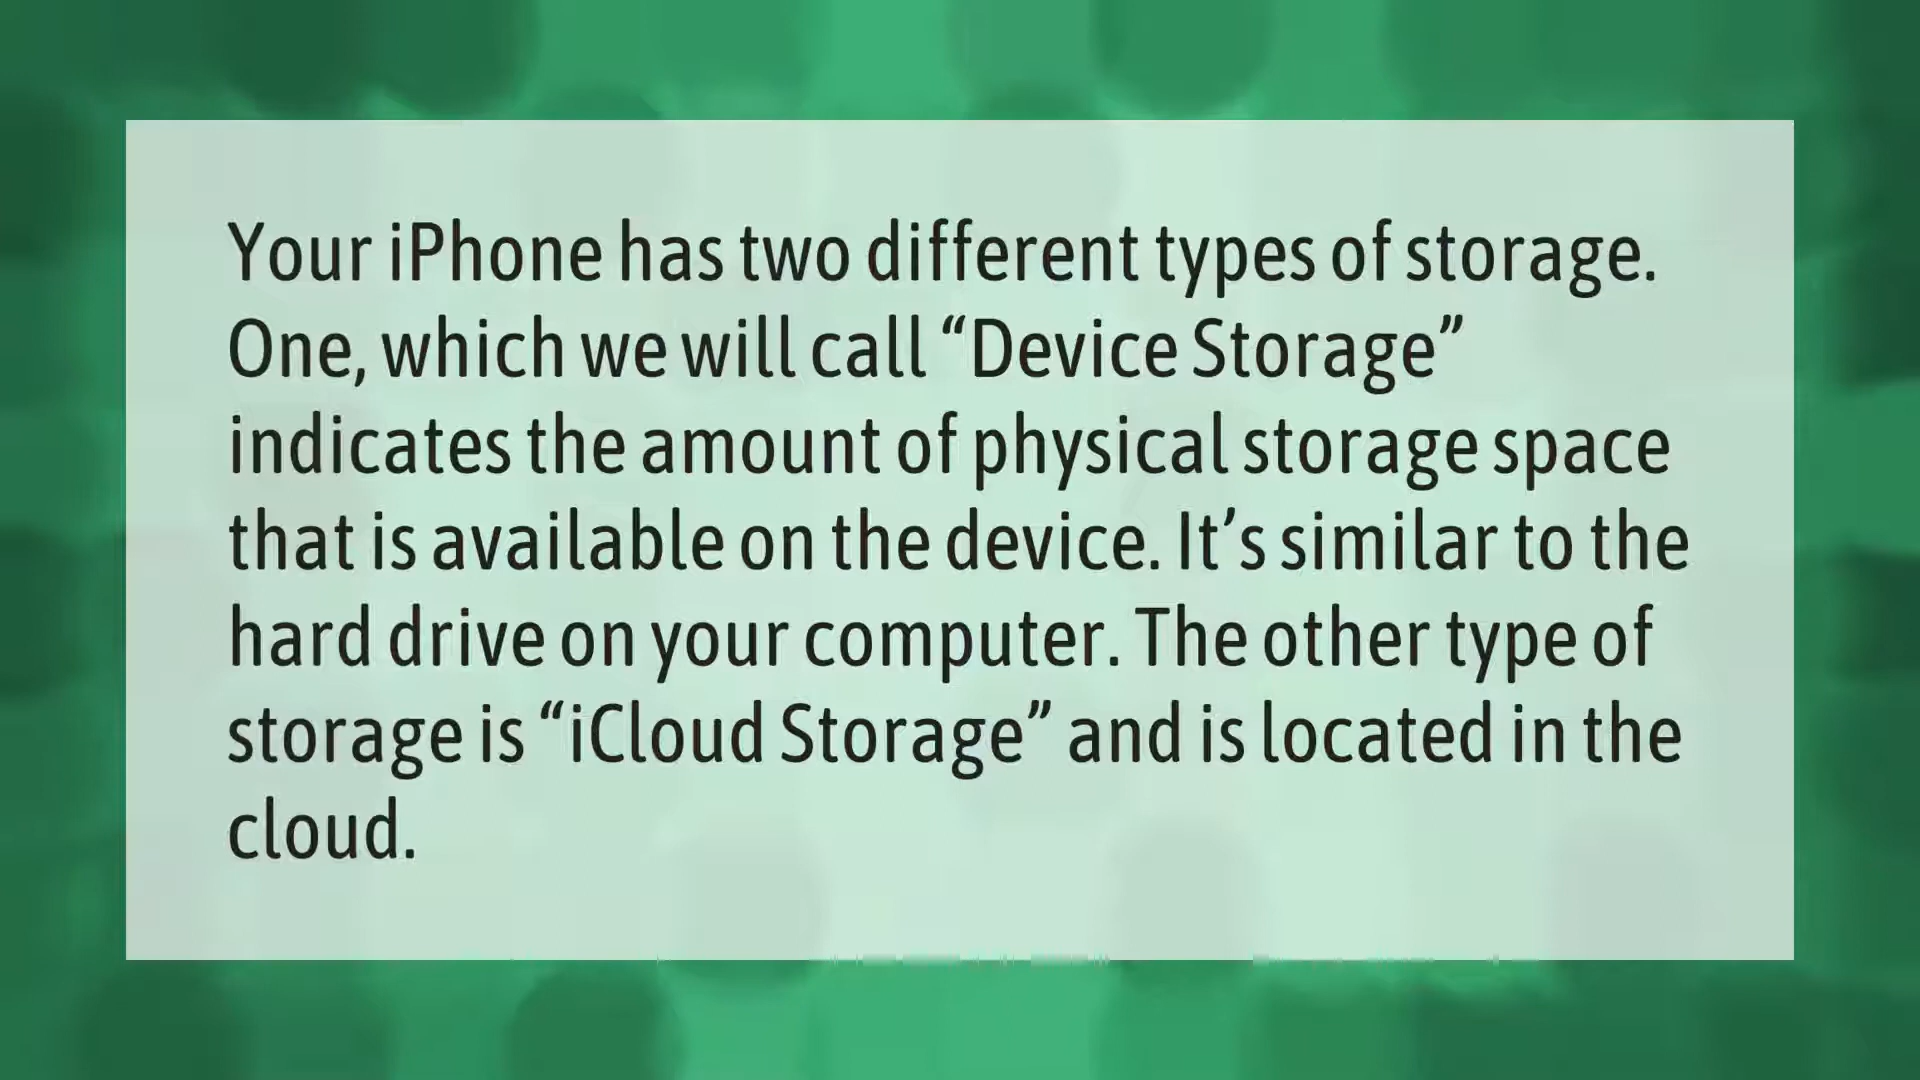 Your iPhone has two different types of storage.
One, which we will call “Device Storage”
indicates the amount of physical storage space
that is available on the device. It’s similar to the
hard drive on your computer. The other type of
storage is “iCloud Storage” and is located in the
cloud.